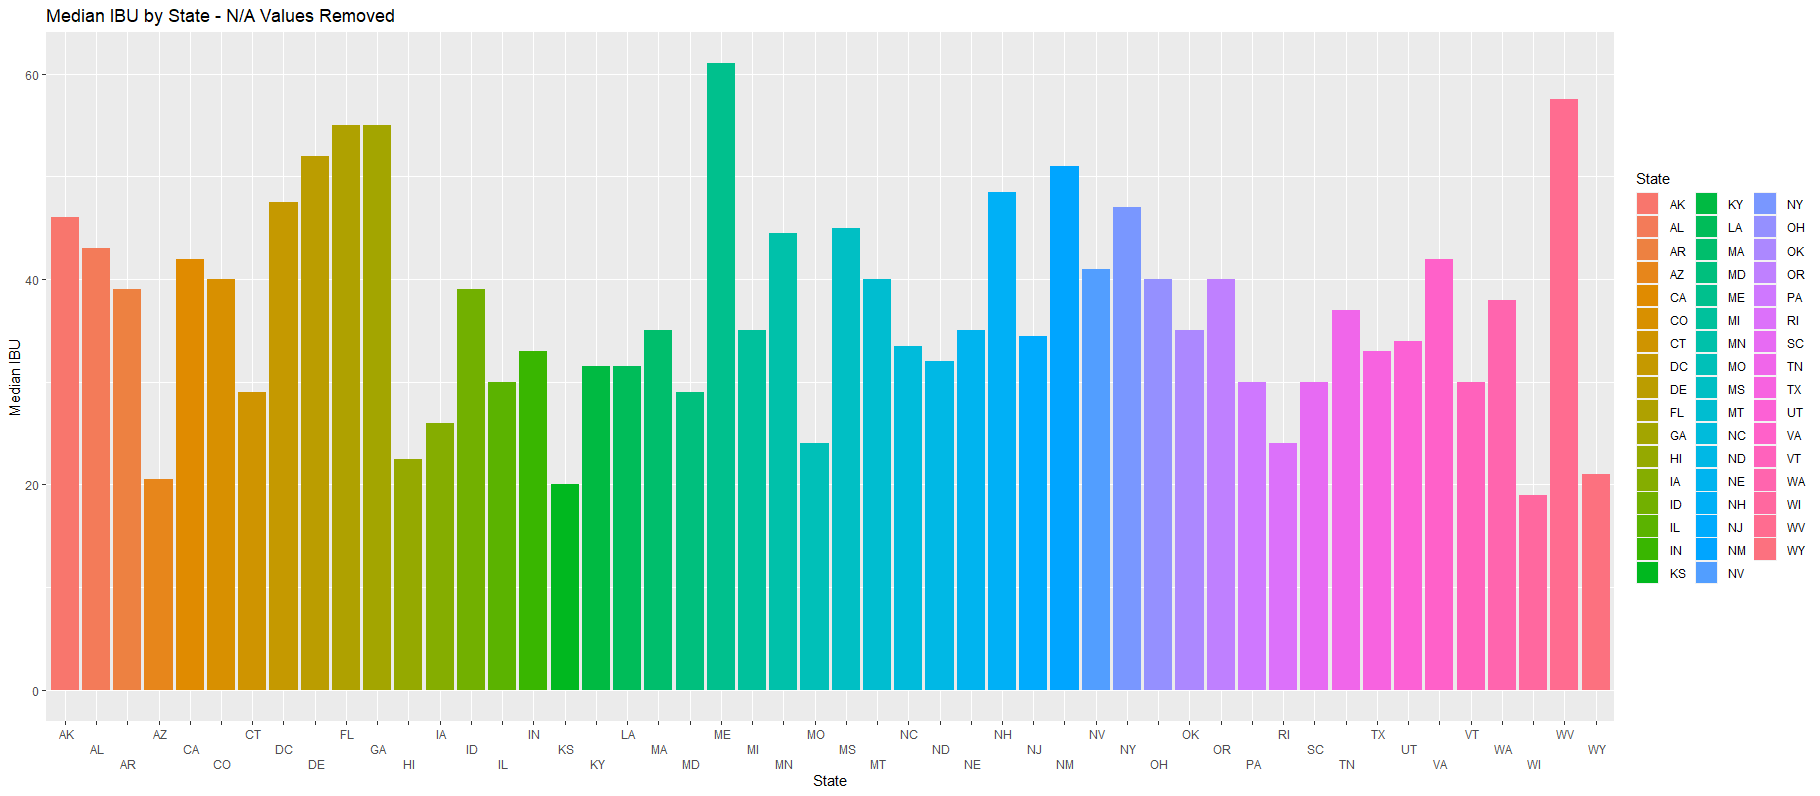 Median IBU by State - N/A Values Removed
Median IBU
60
40
20
0
AK AZ CT FL IA IN LA ME MO NC NH NV OK RI TX VT WV
AL CA DC GA ID KS MA MI MS ND NJ NY OR SC UT WA WY
AR CO DE HI IL KY MD MN MT NE NM OH PA TN VA WI
State
State
AK KY NY
AL LA OH
AR MA OK
AZ MD OR
CA ME PA
CO MI RI
CT MN SC
DC MO TN
DE MS TX
FL MT UT
GA NC VA
HI ND VT
IA NE WA
ID NH WI
IL NJ WV
IN NM WY
KS NV